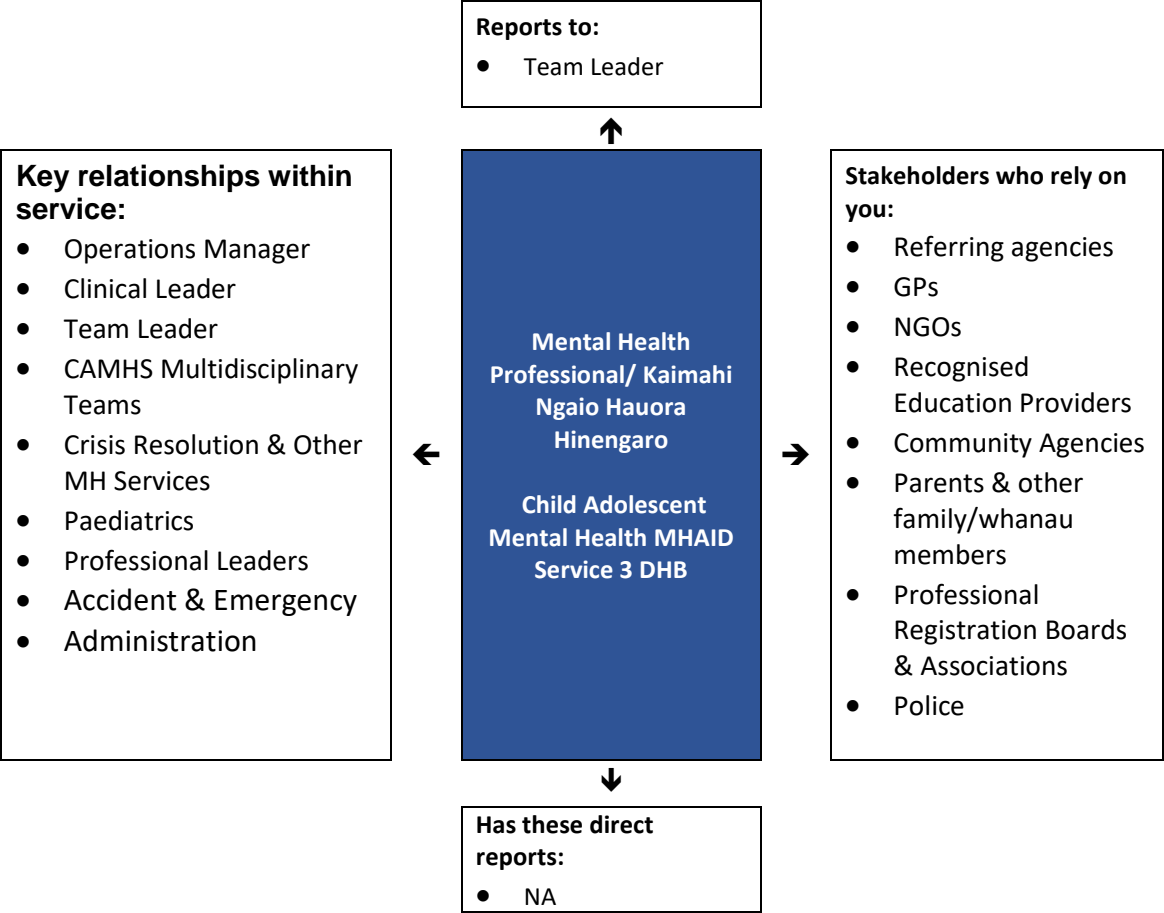 Reports to:
● Team Leader
Key relationships within
service:
● Operations Manager
● Clinical Leader
● Team Leader
● CAMHS Multidisciplinary
Teams
● Crisis Resolution & Other
MH Services
● Paediatrics
● Professional Leaders
● Accident & Emergency
● Administration
Mental Health
Professional/ Kaimahi
Ngaio Hauora
Hinengaro
Child Adolescent
Mental Health MHAID
Service 3 DHB
Stakeholders who rely on
you:
● Referring agencies
● GPs
● NGOs
● Recognised
Education Providers
● Community Agencies
● Parents & other
family/whanau
members
● Professional
Registration Boards
& Associations
● Police
Has these direct
reports:
● NA